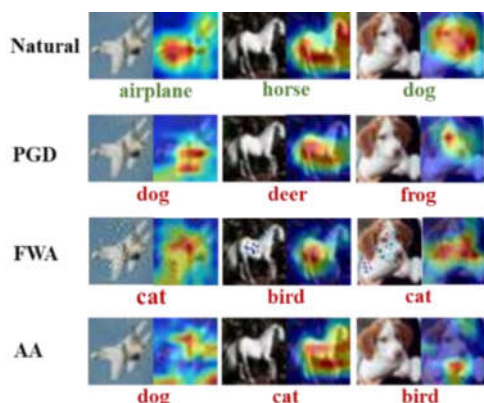 Natural
airplane horse dog
PGD
dog deer frog
FWA
cat bird cat
AA
dog cat bird